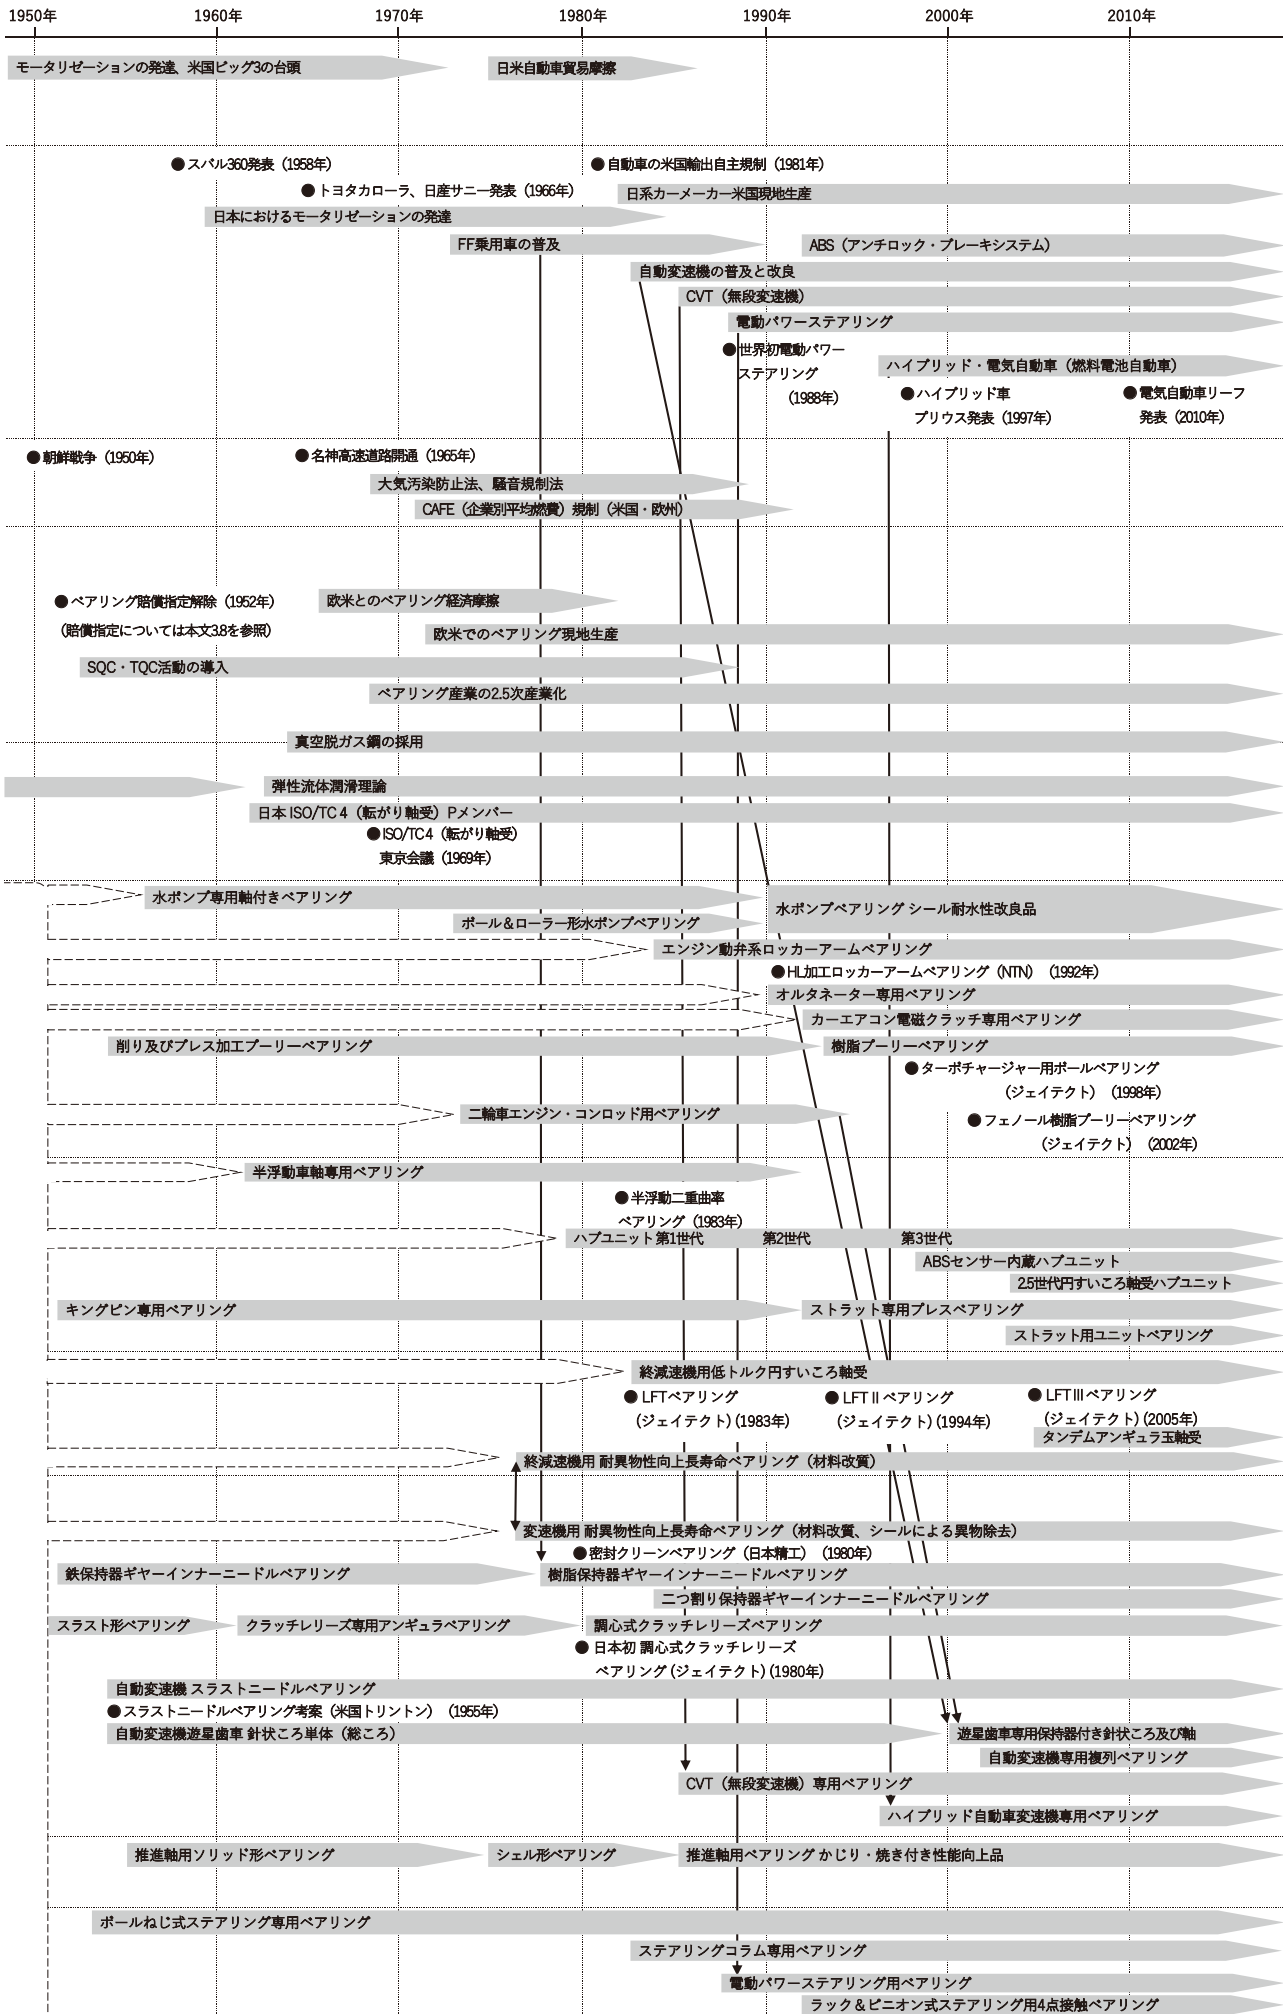 1950年 1960年 1970年 1980年 1990年 2000年 2010年
モータリゼーションの発達、米国ビッグ3の台頭
日米自動車貿易摩擦
スバル360発表（1958年）
自動車の米国輸出自主規制（1981年）
トヨタカローラ、日産サニー発表（1966年）
日系カーメーカー米国現地生産
日本におけるモータリゼーションの発達
FF乗用車の普及
ABS（アンチロック・ブレーキシステム）
自動変速機の普及と改良
CVT（無段変速機）
電動パワーステアリング
世界初電動パワー
ステアリング
（1988年）
ハイブリッド・電気自動車（燃料電池自動車）
ハイブリッド車
プリウス発表（1997年）
電気自動車リーフ
発表（2010年）
朝鮮戦争（1950年）
名神高速道路開通（1965年）
大気汚染防止法、騒音規制法
CAFE（企業別平均燃費）規制（米国・欧州）
ベアリング賠償指定解除（1952年）
（賠償指定については本文3.8を参照）
欧米とのベアリング経済摩擦
欧米でのベアリング現地生産
SQC・TQC活動の導入
ベアリング産業の2.5次産業化
真空脱ガス鋼の採用
弾性流体潤滑理論
日本 ISO/TC 4（転がり軸受）Pメンバー
ISO/TC 4（転がり軸受）
東京会議（1969年）
水ポンプ専用軸付きベアリング
水ポンプベアリング シール耐水性改良品
ボール＆ローラー形水ポンプベアリング
エンジン動弁系ロッカーアームベアリング
HL加工ロッカーアームベアリング（NTN）（1992年）
オルタネーター専用ベアリング
カーエアコン電磁クラッチ専用ベアリング
削り及びプレス加工プーリーベアリング
樹脂プーリーベアリング
ターボチャージャー用ボールベアリング
（ジェイテクト）（1998年）
二輪車エンジン・コンロッド用ベアリング
フェノール樹脂プーリーベアリング
（ジェイテクト）（2002年）
半浮動車軸専用ベアリング
半浮動二重曲率
ベアリング（1983年）
ハブユニット第1世代 第2世代 第3世代
ABSセンサー内蔵ハブユニット
2.5世代円すいころ軸受ハブユニット
キングピン専用ベアリング
ストラット専用プレスベアリング
ストラット用ユニットベアリング
終減速機用低トルク円すいころ軸受
LFTベアリング
（ジェイテクト）（1983年）
LFTⅡベアリング
（ジェイテクト）（1994年）
LFTⅢベアリング
（ジェイテクト）（2005年）
タンデムアンギュラ玉軸受
終減速機用 耐異物性向上長寿命ベアリング（材料改質）
変速機用 耐異物性向上長寿命ベアリング（材料改質、シールによる異物除去）
密封クリーンベアリング（日本精工）（1980年）
鉄保持器ギヤーインナーニードルベアリング
樹脂保持器ギヤーインナーニードルベアリング
二つ割り保持器ギヤーインナーニードルベアリング
スラスト形ベアリング
クラッチレリーズ専用アンギュラベアリング
調心式クラッチレリーズベアリング
日本初 調心式クラッチレリーズ
ベアリング（ジェイテクト）（1980年）
自動変速機 スラストニードルベアリング
スラストニードルベアリング考案（米国トリントン）（1955年）
自動変速機遊星歯車 針状ころ単体（総ころ）
遊星歯車専用保持器付き針状ころ及び軸
自動変速機専用複列ベアリング
CVT（無段変速機）専用ベアリング
ハイブリッド自動車変速機専用ベアリング
推進軸用ソリッド形ベアリング
シェル形ベアリング
推進軸用ベアリング かじり・焼き付き性能向上品
ボールねじ式ステアリング専用ベアリング
ステアリングコラム専用ベアリング
電動パワーステアリング用ベアリング
ラック＆ピニオン式ステアリング用4点接触ベアリング